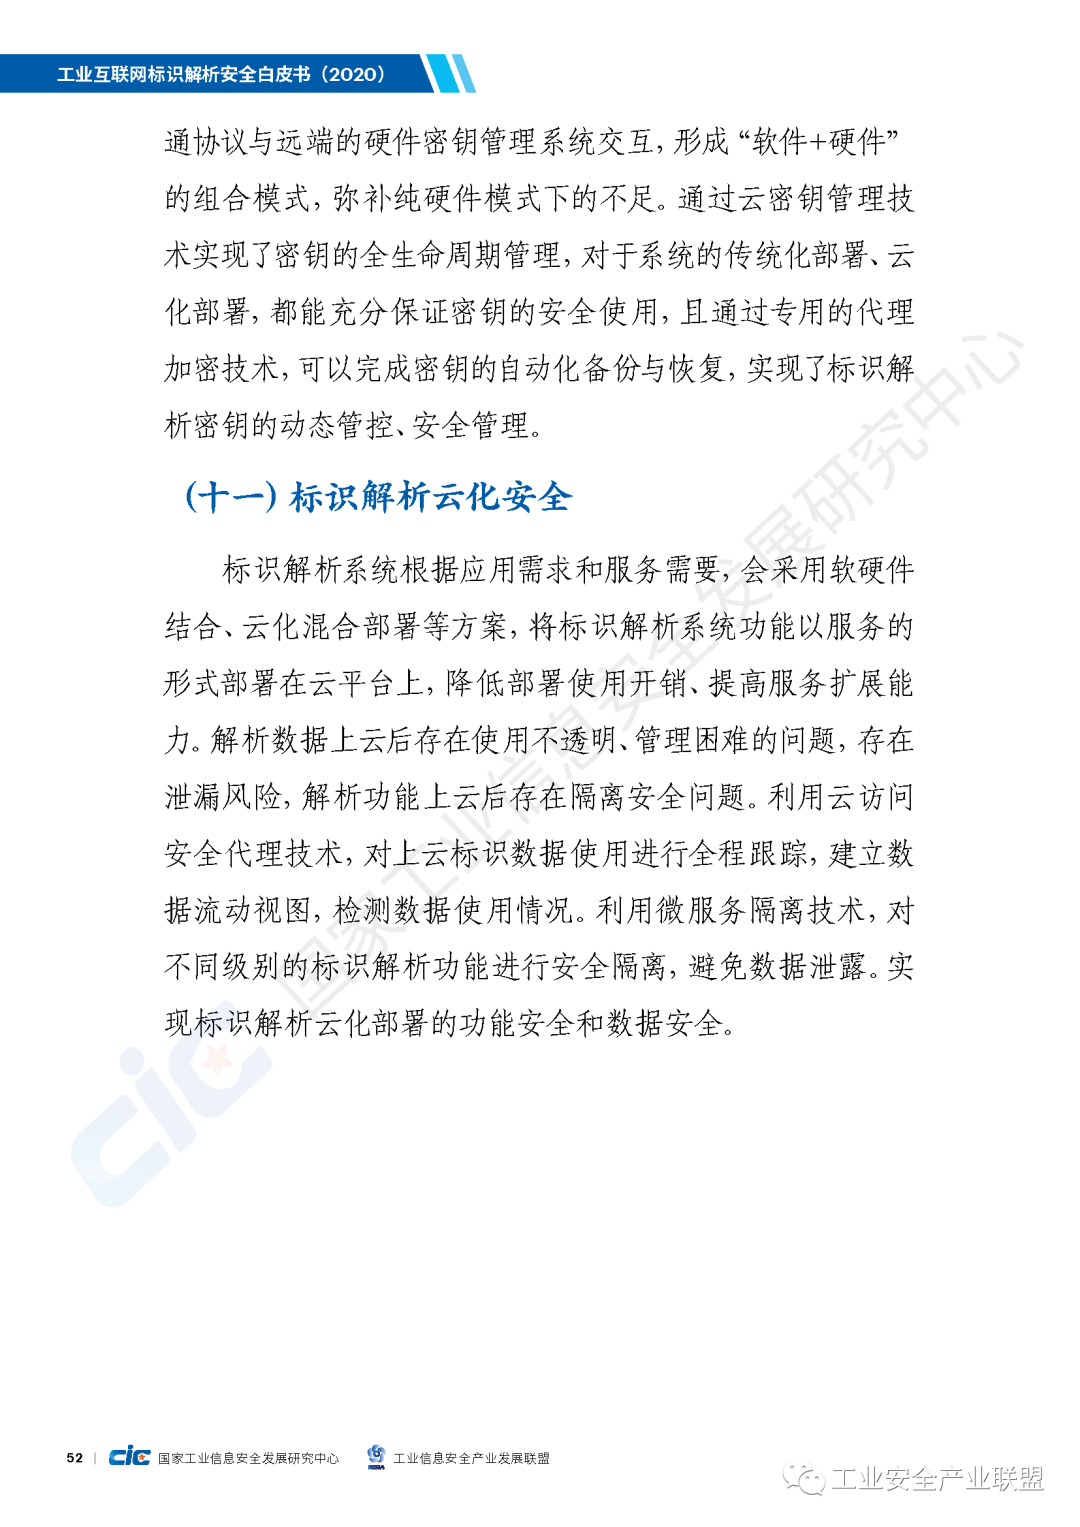 工业互联网标识解析安全白皮书（2020）
通协议与远端的硬件密钥管理系统交互，形成“软件+硬件”
的组合模式，弥补纯硬件模式下的不足。通过云密钥管理技
术实现了密钥的全生命周期管理，对于系统的传统化部署、云
化部署，都能充分保证密钥的安全使用，且通过专用的代理
加密技术，可以完成密钥的自动化备份与恢复，实现了标识解
析密钥的动态管控、安全管理。
（十一）标识解析云化安全
标识解析系统根据应用需求和服务需要，会采用软硬件
结合、云化混合部署等方案，将标识解析系统功能以服务的
形式部署在云平台上，降低部署使用开销、提高服务扩展能
力。解析数据上云后存在使用不透明、管理困难的问题，存在
泄漏风险，解析功能上云后存在隔离安全问题。利用云访问
安全代理技术，对上云标识数据使用进行全程跟踪，建立数
据流动视图，检测数据使用情况。利用微服务隔离技术，对
不同级别的标识解析功能进行安全隔离，避免数据泄露。实
现标识解析云化部署的功能安全和数据安全。
国家工业信息安全发展研究中心
CIC
52 | CIC 国家工业信息安全发展研究中心 工业信息安全产业发展联盟
工业安全产业联盟